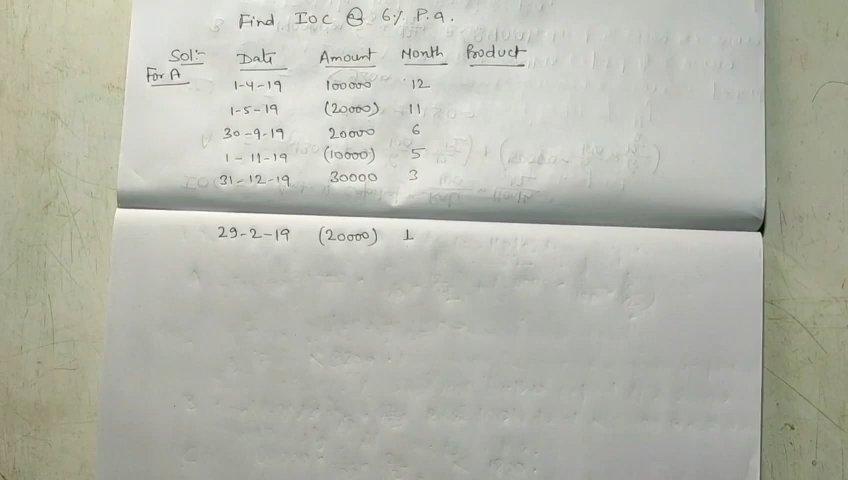 Find IOC @ 6% P.a.
Sol:- Date Amount Month Product
For A
1-4-19 100000 12
1-5-19 (20000) 11
30-9-19 20000 6
1-11-19 (10000) 5
31-12-19 30000 3
29-2-19 (20000) 1